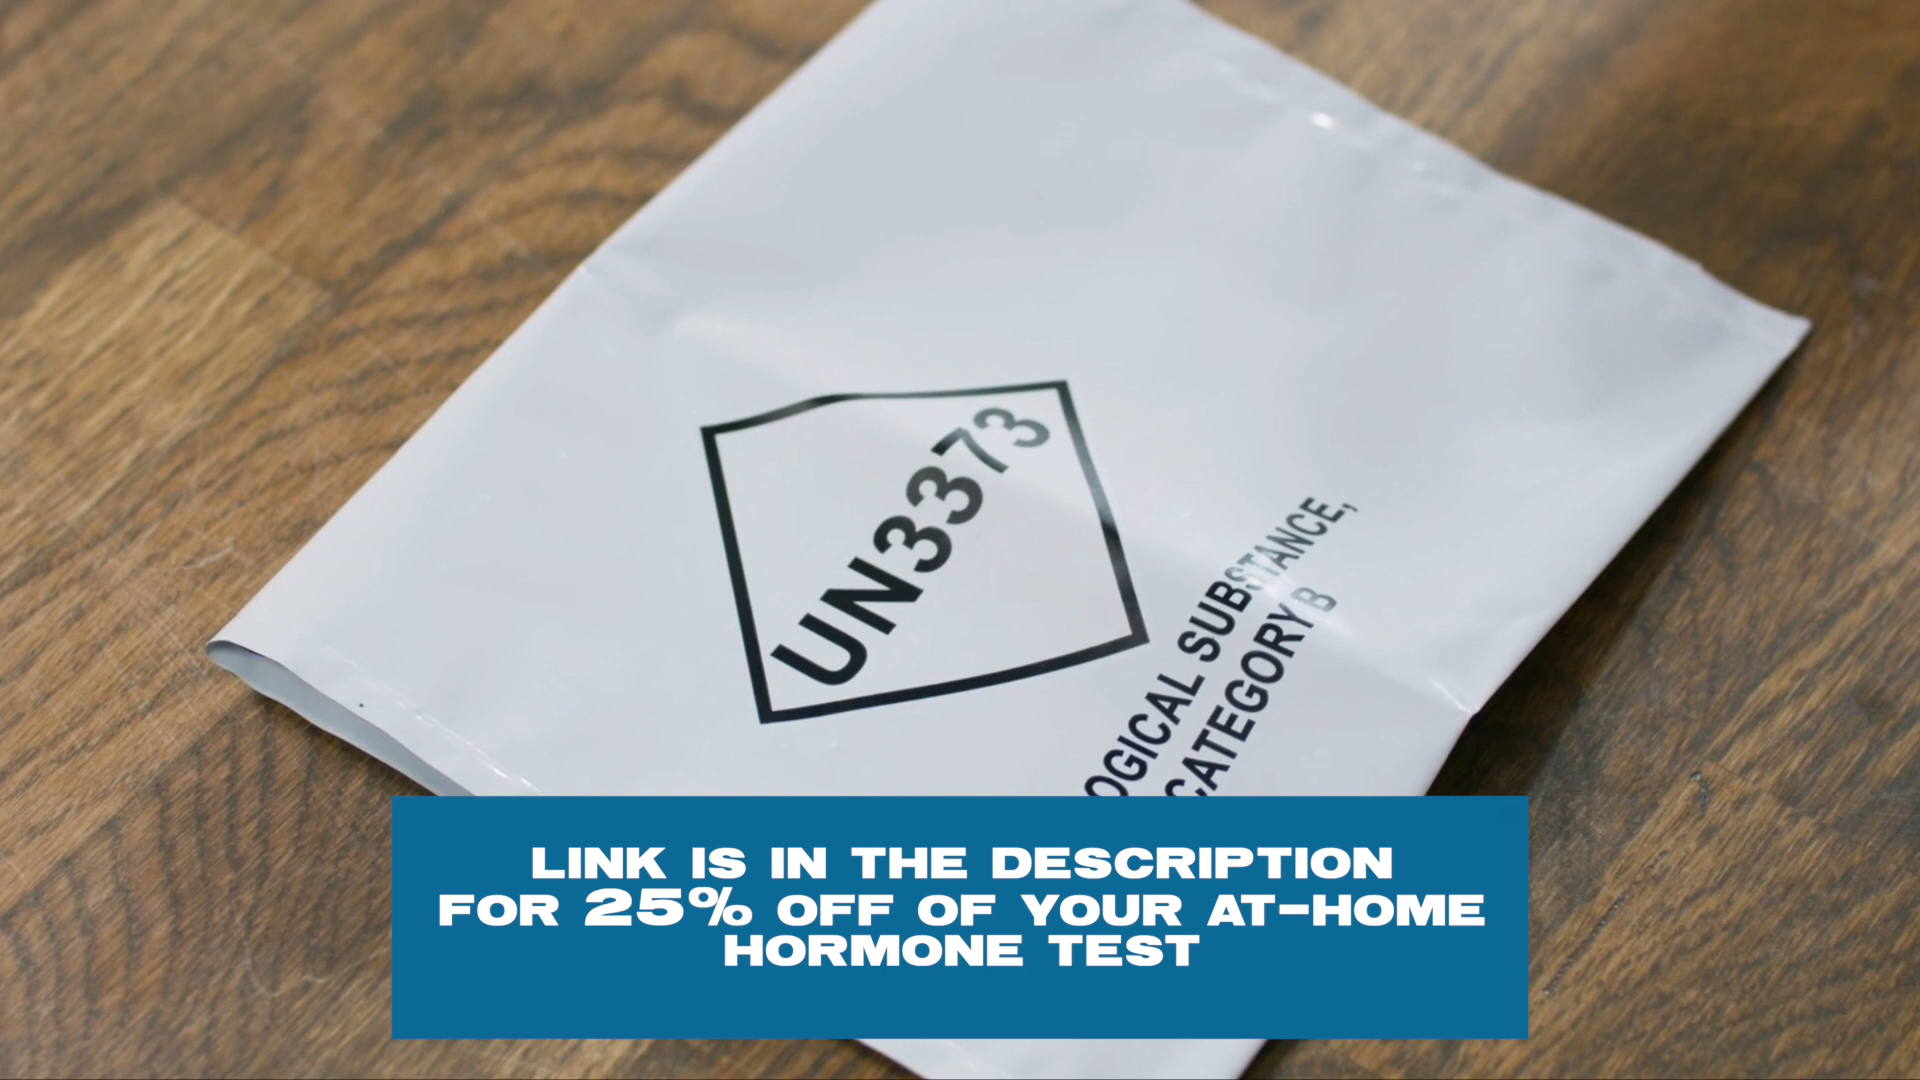 UN3373
OGICAL SUBSTANCE,
CATEGORY B
LINK IS IN THE DESCRIPTION
FOR 25% OFF OF YOUR AT-HOME
HORMONE TEST